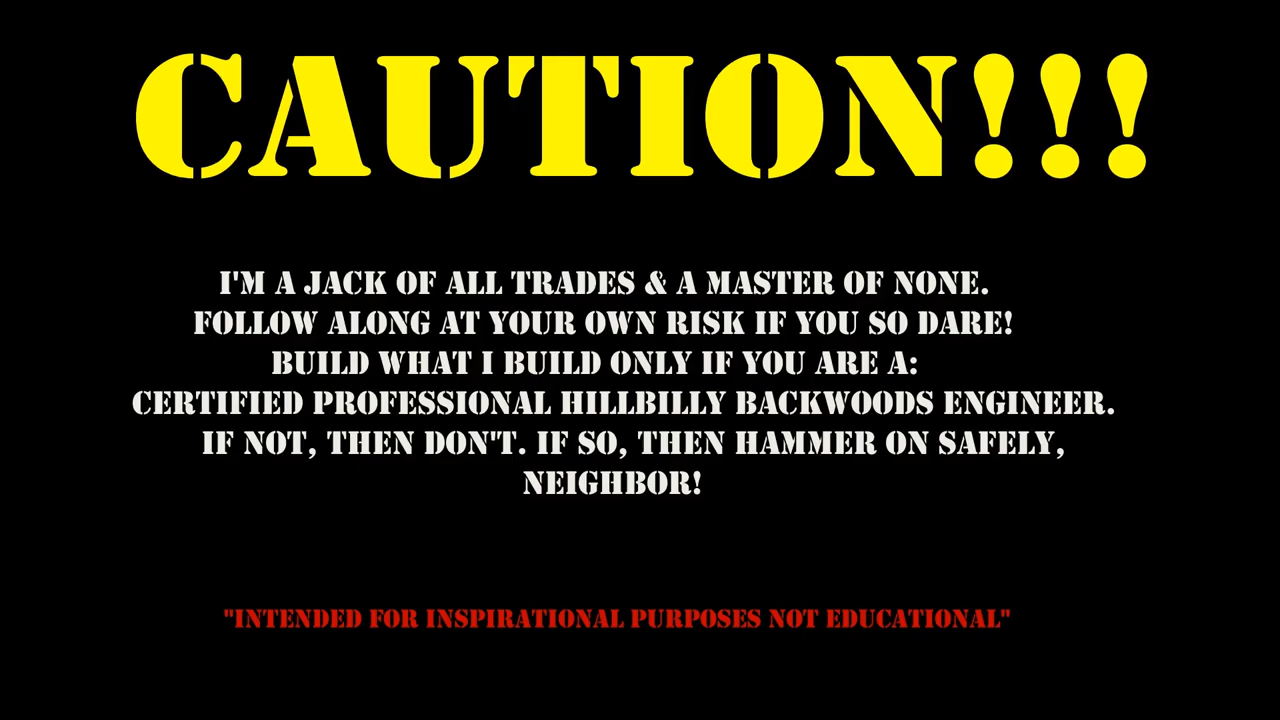 CAUTION!!!
I'M A JACK OF ALL TRADES & A MASTER OF NONE.
FOLLOW ALONG AT YOUR OWN RISK IF YOU SO DARE!
BUILD WHAT I BUILD ONLY IF YOU ARE A:
CERTIFIED PROFESSIONAL HILLBILLY BACKWOODS ENGINEER.
IF NOT, THEN DON'T. IF SO, THEN HAMMER ON SAFELY,
NEIGHBOR!
"INTENDED FOR INSPIRATIONAL PURPOSES NOT EDUCATIONAL"